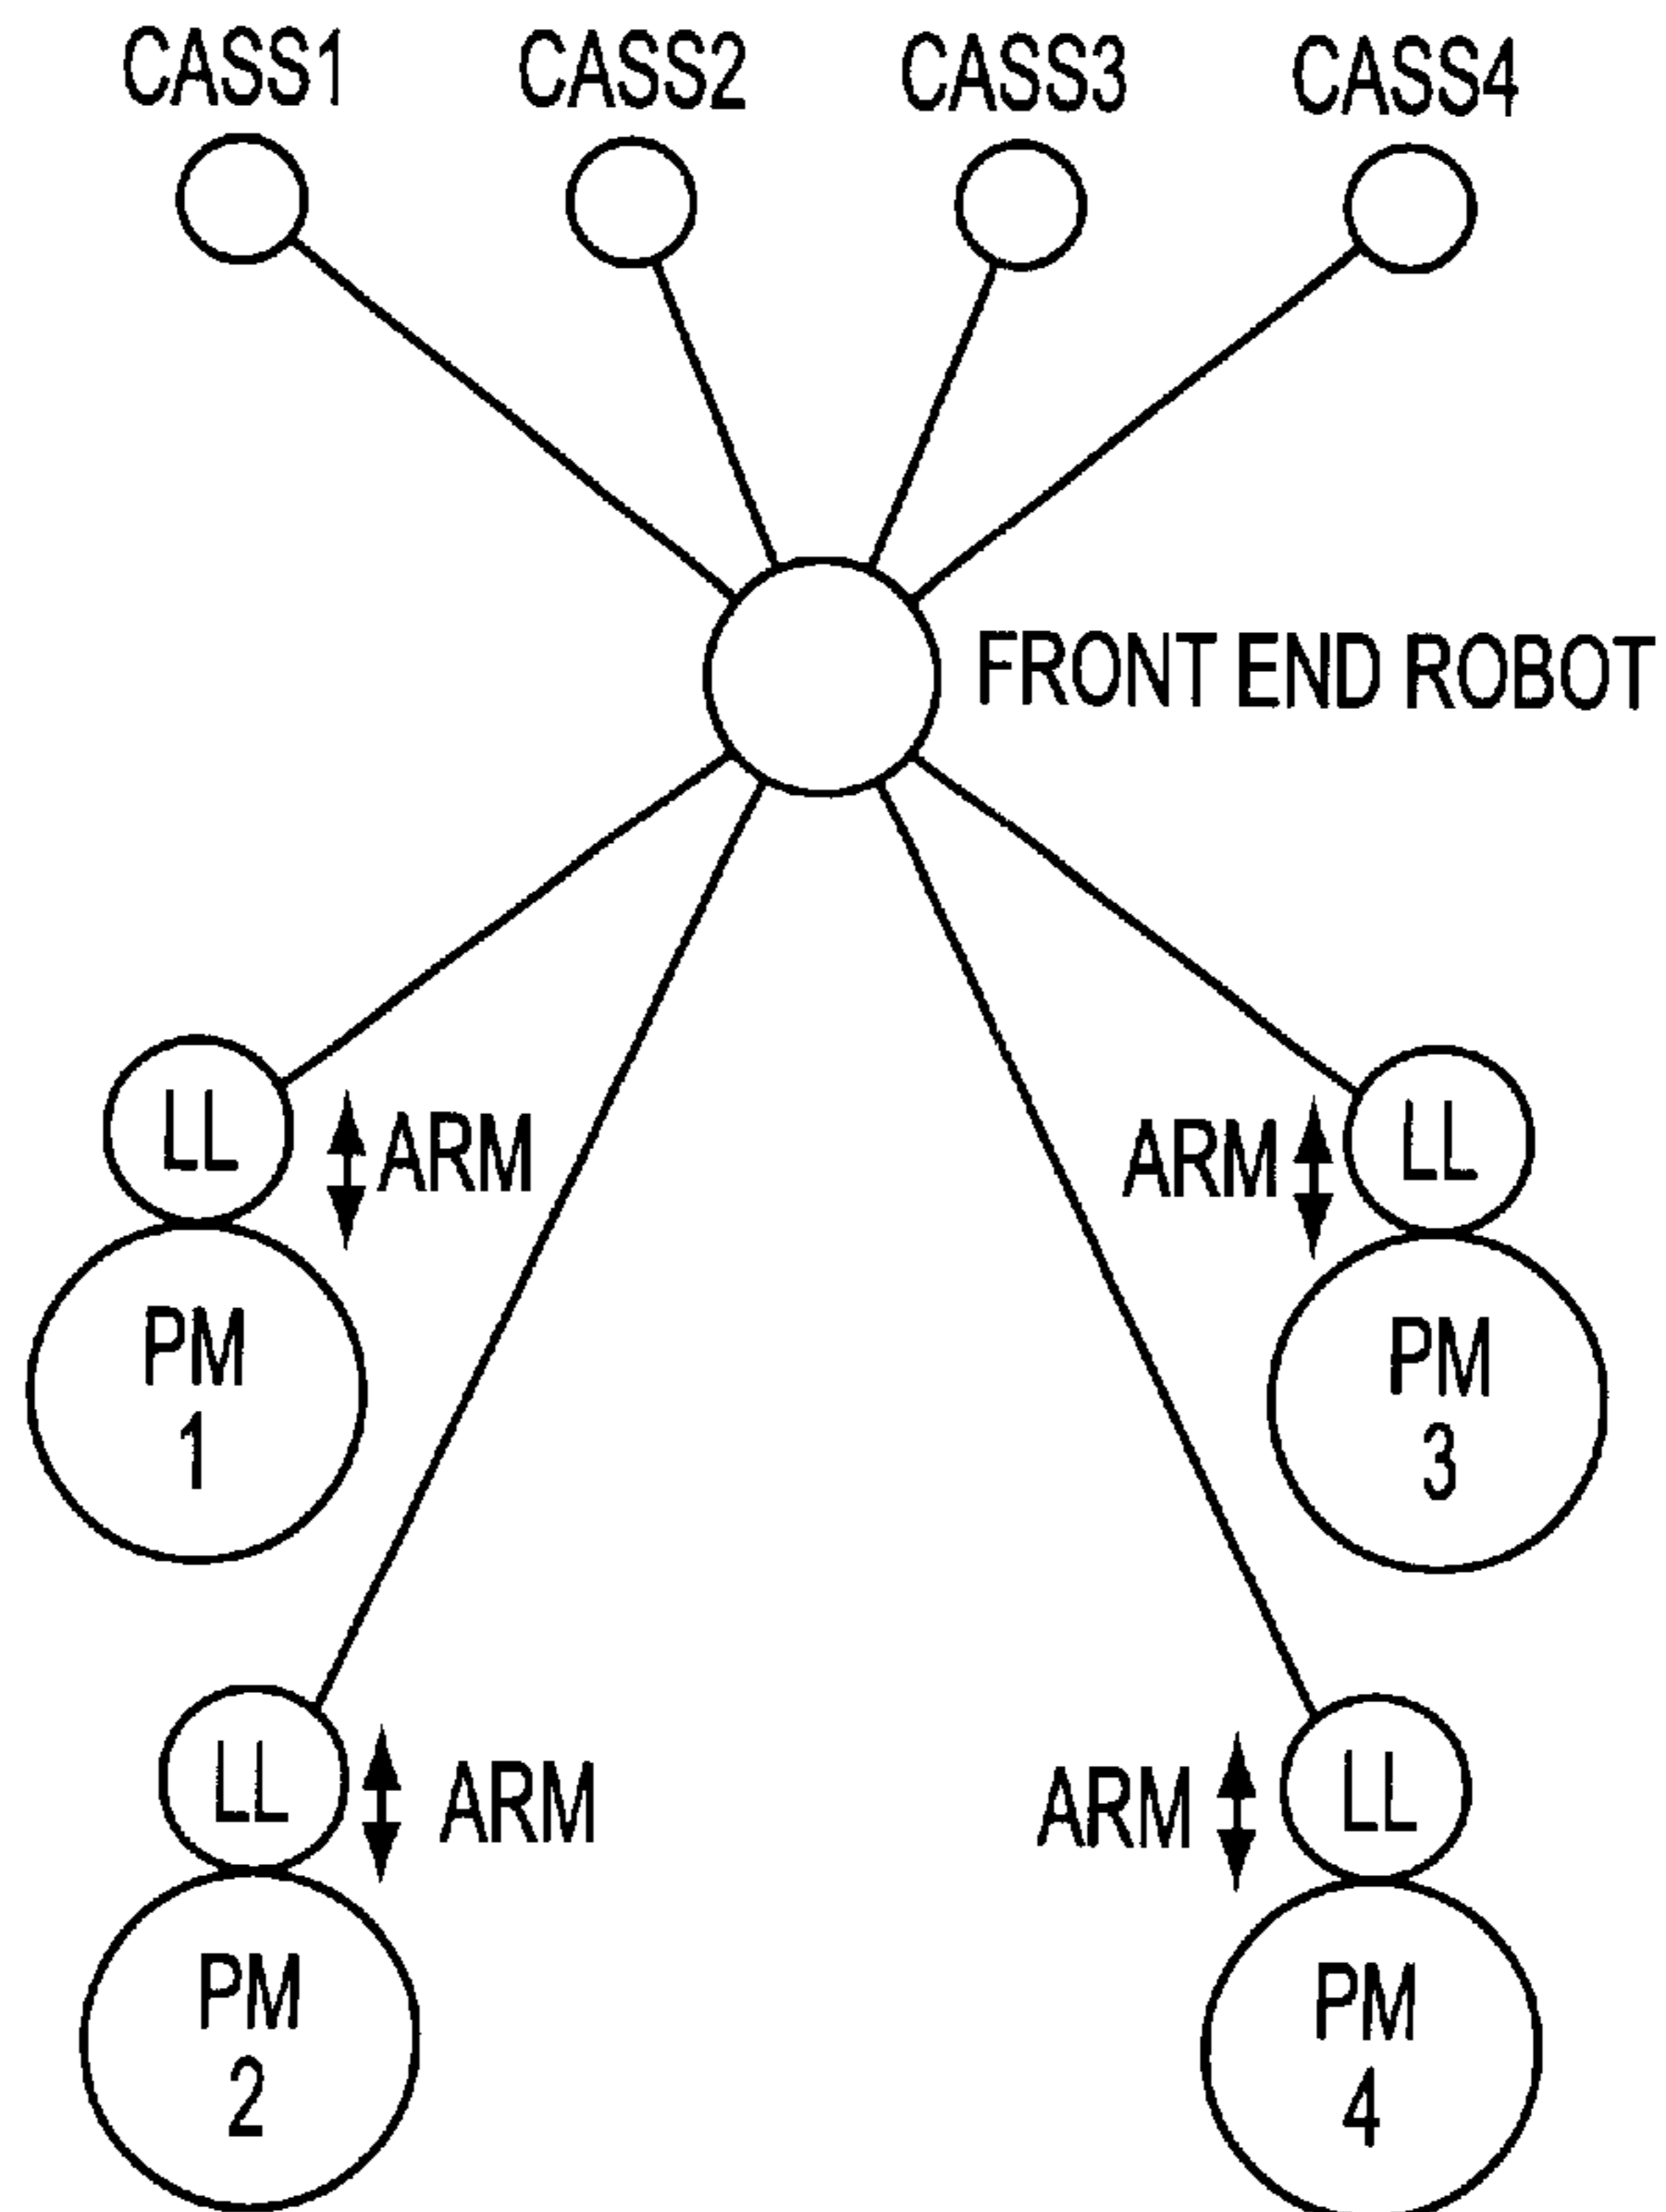 CASS1 CASS2 CASS3 CASS4
FRONT END ROBOT
LL ARM ARM LL
PM PM
1 3
LL ARM ARM LL
PM PM
2 4